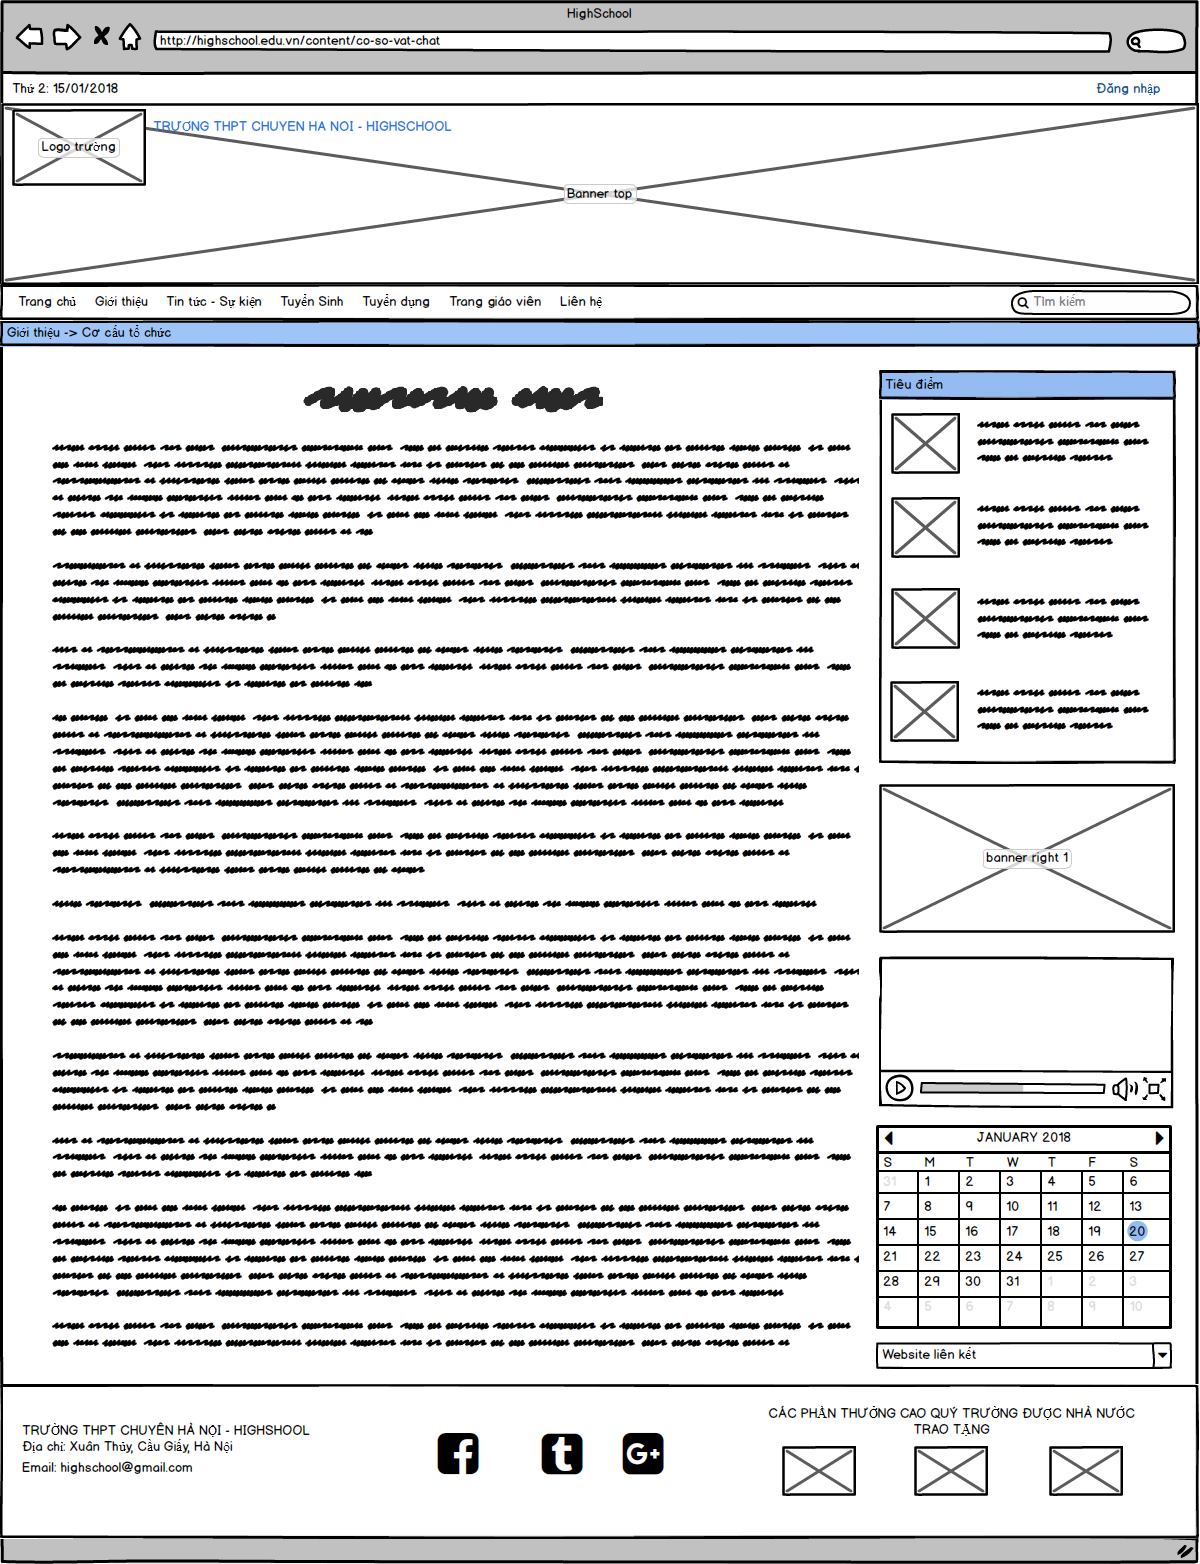 HighSchool
http://highschool.edu.vn/content/co-so-vat-chat
Thứ 2: 15/01/2018
Đăng nhập
Logo trường
TRƯỜNG THPT CHUYEN HA NOI - HIGHSCHOOL
Banner top
Trang chủ Giới thiệu Tin tức - Sự kiện Tuyển Sinh Tuyển dụng Trang giáo viên Liên hệ
Tìm kiếm
Giới thiệu -> Cơ cấu tổ chức
Tiêu điểm
banner right 1
JANUARY 2018
S M T W T F S
31 1 2 3 4 5 6
7 8 9 10 11 12 13
14 15 16 17 18 19 20
21 22 23 24 25 26 27
28 29 30 31 1 2 3
4 5 6 7 8 9 10
Website liên kết
TRƯỜNG THPT CHUYÊN HÀ NỘI - HIGHSHOOL
Địa chỉ: Xuân Thủy, Cầu Giấy, Hà Nội
Email: highschool@gmail.com
f t G+
CÁC PHẦN THƯỞNG CAO QUÝ TRƯỜNG ĐƯỢC NHÀ NƯỚC
TRAO TẶNG